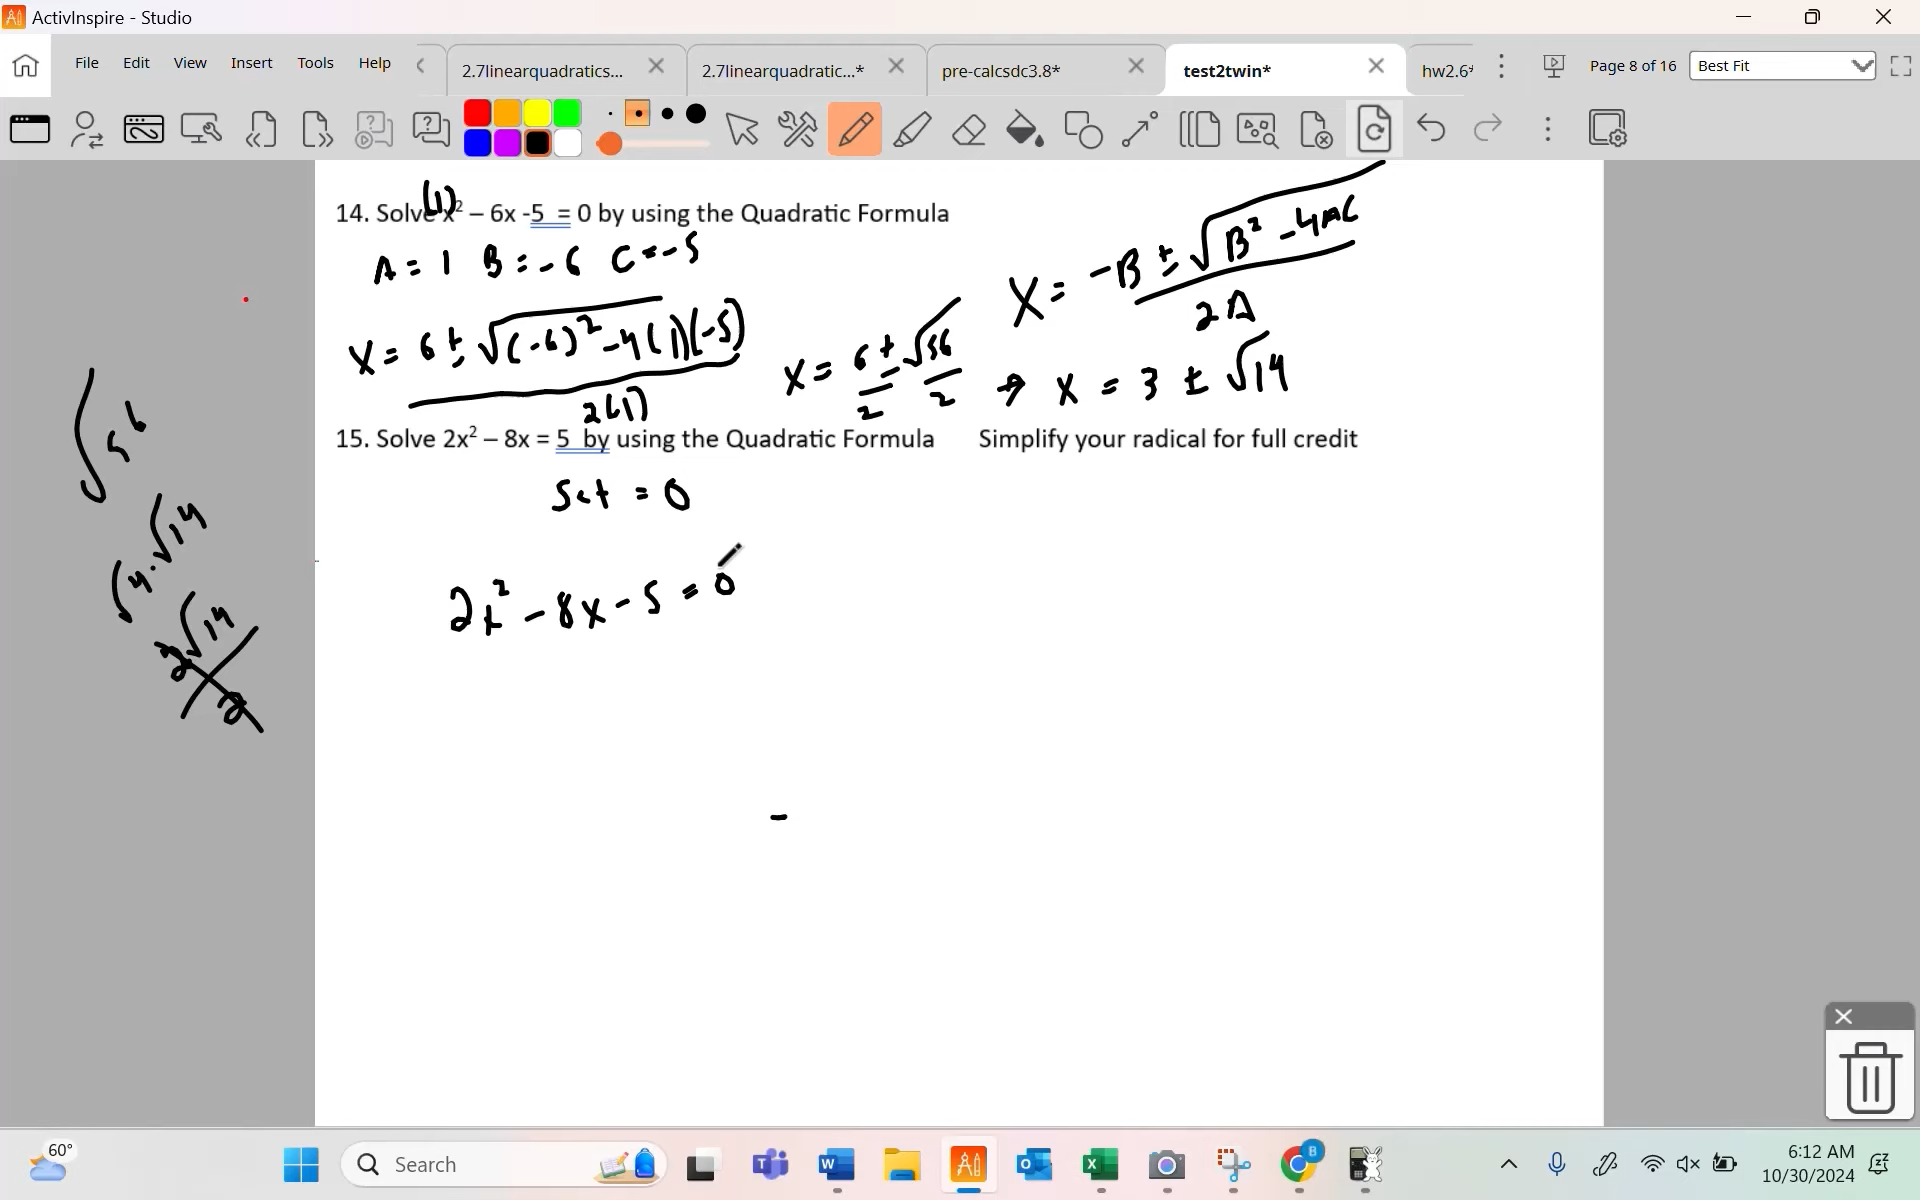 ActivInspire - Studio
File Edit View Insert Tools Help
2.7linearquadratics... 2.7linearquadratic...* pre-calcsdc3.8* test2twin* hw2.6*
Page 8 of 16 Best Fit
(1)
14. Solve x² – 6x -5 = 0 by using the Quadratic Formula
A = 1 B = -6 C = -5
X = -B ± √B² - 4AC
2A
X = 6 ± √(-6)² - 4(1)(-5)
2(1)
X = 6/2 ± √56/2 → X = 3 ± √14
15. Solve 2x² – 8x = 5 by using the Quadratic Formula Simplify your radical for full credit
Set = 0
2x² - 8x - 5 = 0
√56
√4·√14
2√14
2
-
60°
Search
6:12 AM
10/30/2024